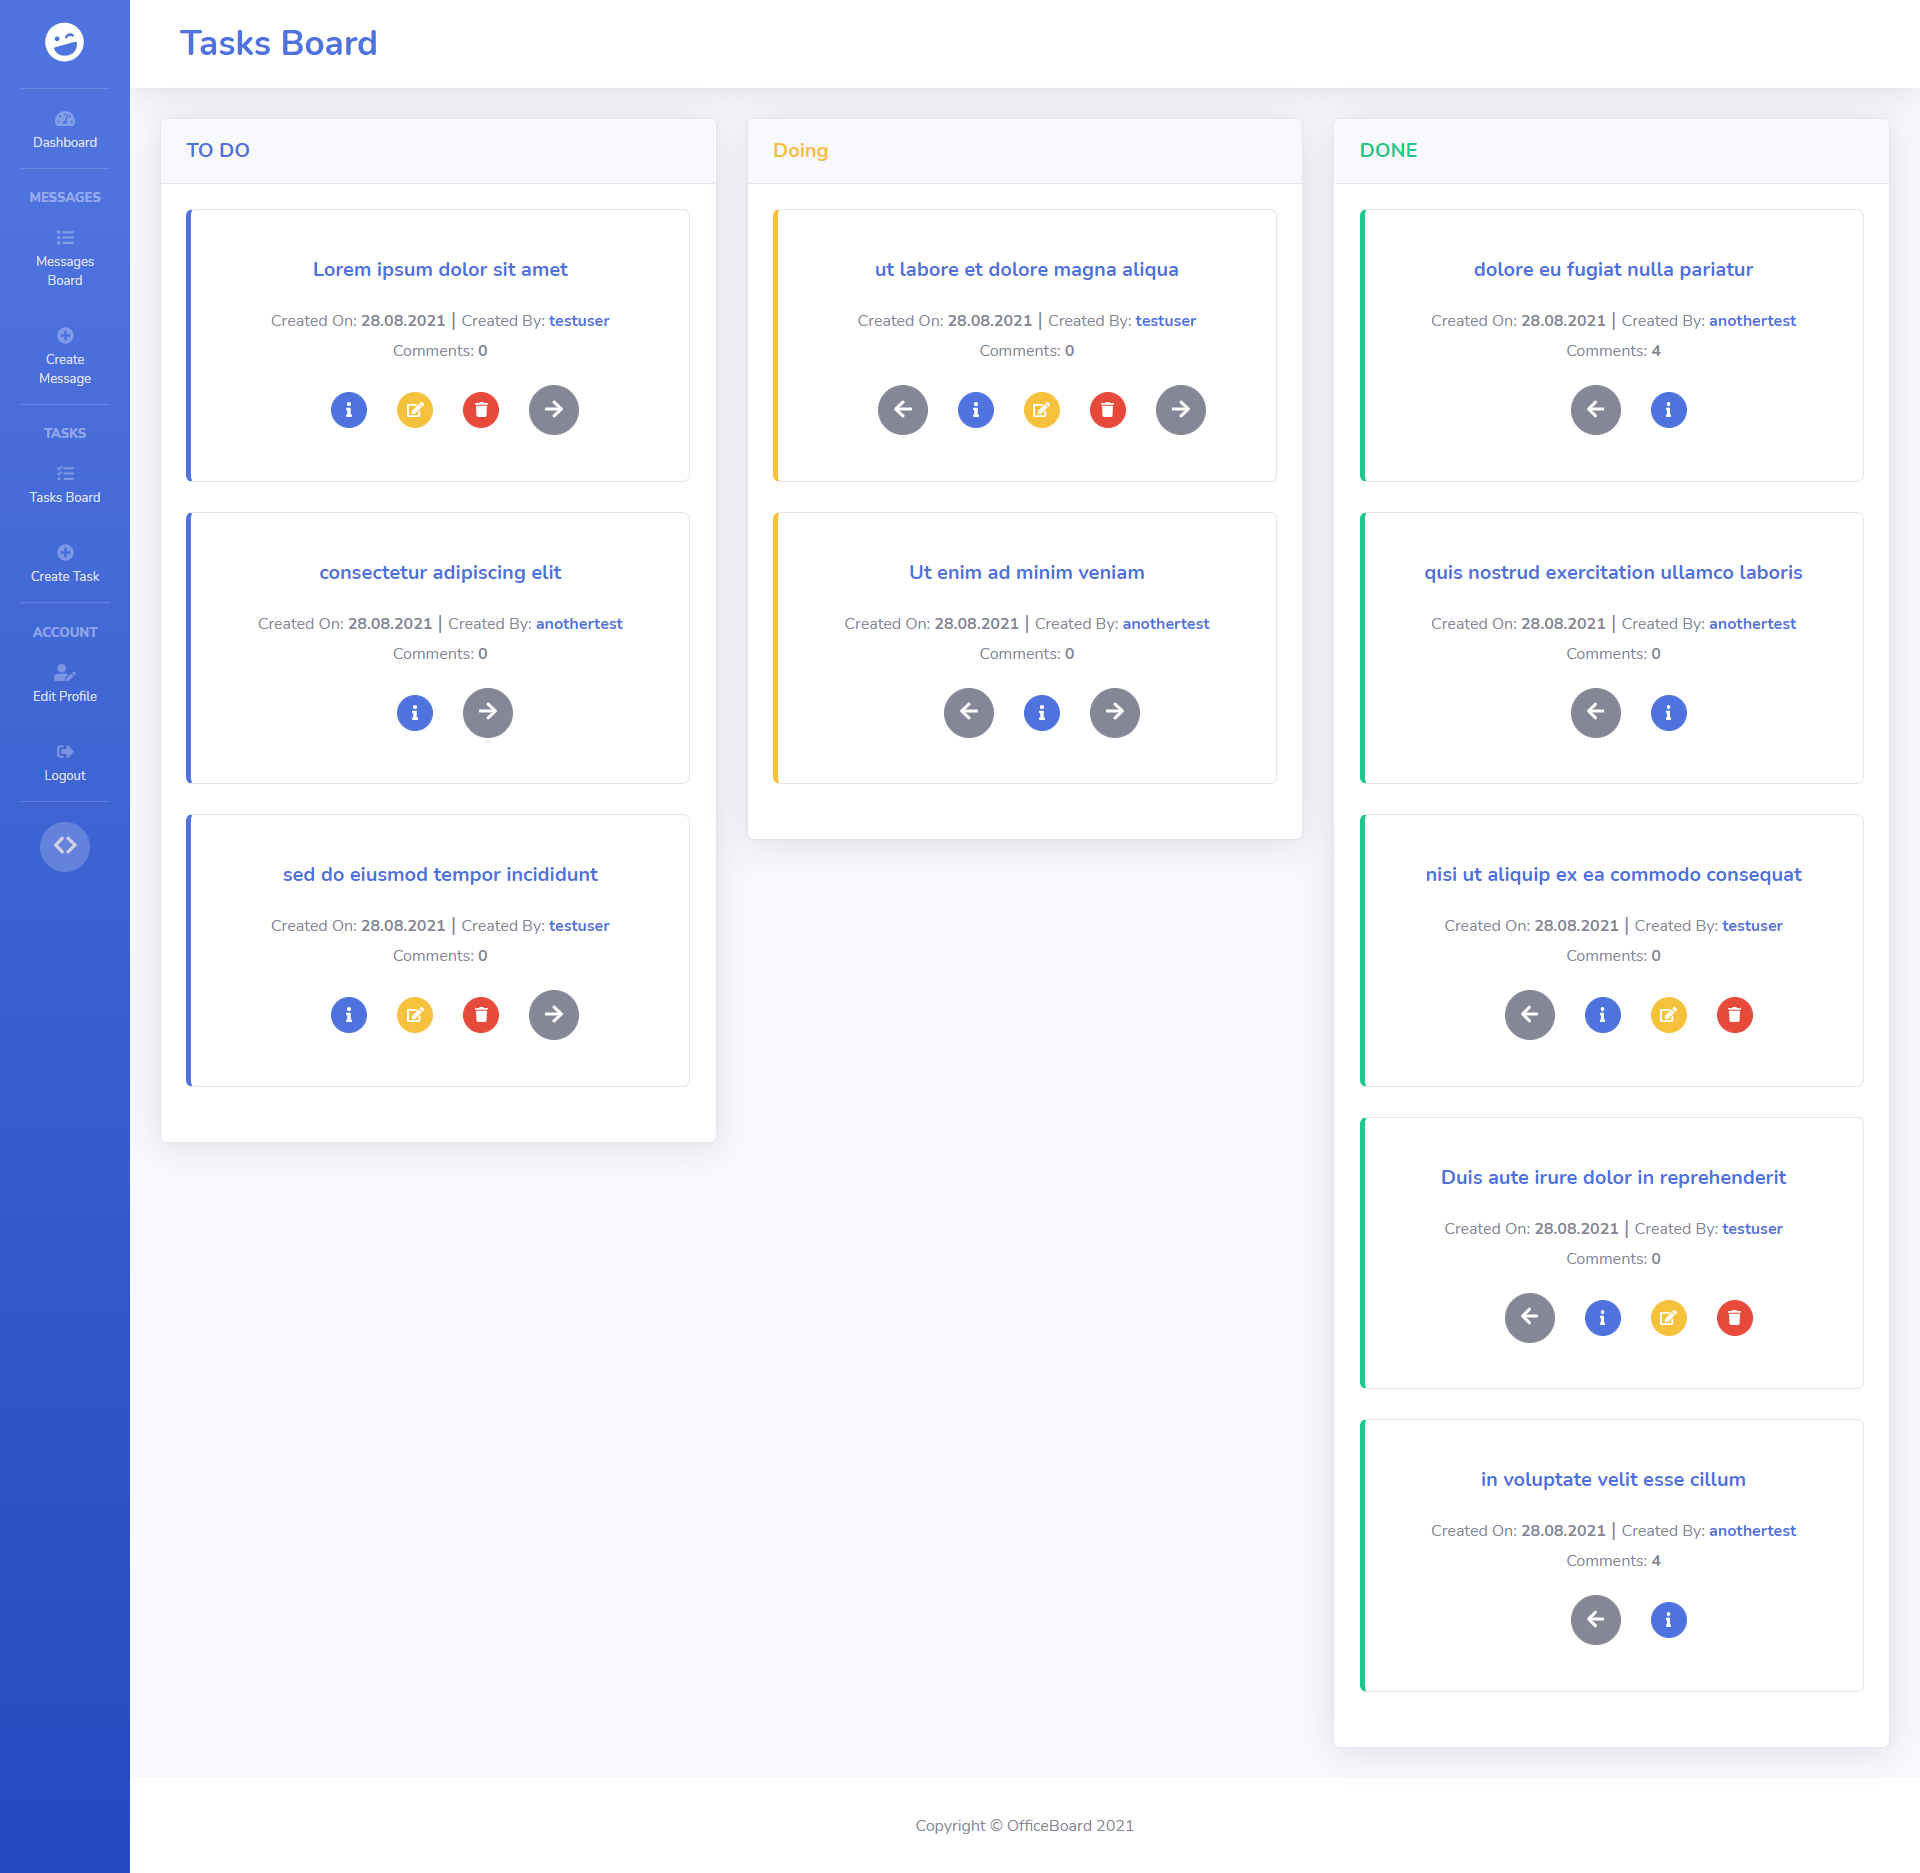 Tasks Board
Dashboard
MESSAGES
Messages
Board
Create
Message
TASKS
Tasks Board
Create Task
ACCOUNT
Edit Profile
Logout
TO DO
Lorem ipsum dolor sit amet
Created On: 28.08.2021 | Created By: testuser
Comments: 0
consectetur adipiscing elit
Created On: 28.08.2021 | Created By: anothertest
Comments: 0
sed do eiusmod tempor incididunt
Created On: 28.08.2021 | Created By: testuser
Comments: 0
Doing
ut labore et dolore magna aliqua
Created On: 28.08.2021 | Created By: testuser
Comments: 0
Ut enim ad minim veniam
Created On: 28.08.2021 | Created By: anothertest
Comments: 0
DONE
dolore eu fugiat nulla pariatur
Created On: 28.08.2021 | Created By: anothertest
Comments: 4
quis nostrud exercitation ullamco laboris
Created On: 28.08.2021 | Created By: anothertest
Comments: 0
nisi ut aliquip ex ea commodo consequat
Created On: 28.08.2021 | Created By: testuser
Comments: 0
Duis aute irure dolor in reprehenderit
Created On: 28.08.2021 | Created By: testuser
Comments: 0
in voluptate velit esse cillum
Created On: 28.08.2021 | Created By: anothertest
Comments: 4
Copyright © OfficeBoard 2021